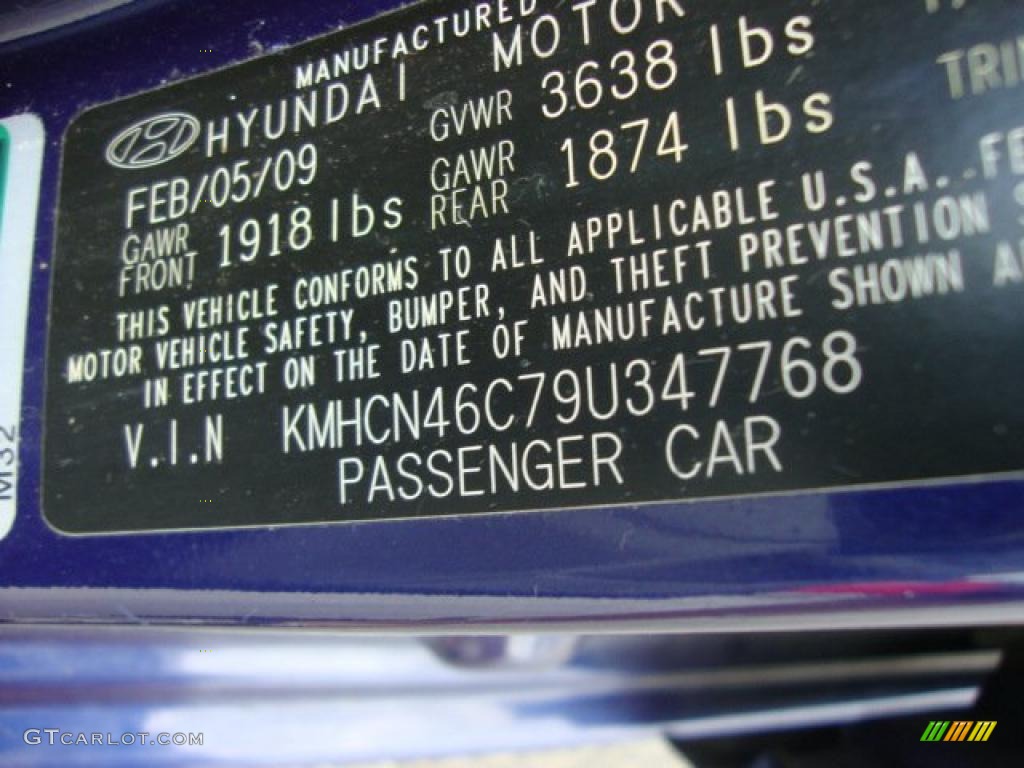 MANUFACTURED
HYUNDAI MOTOR
FEB/05/09 GVWR 3638 lbs
GAWR FRONT 1918 lbs GAWR REAR 1874 lbs
THIS VEHICLE CONFORMS TO ALL APPLICABLE U.S.A.
MOTOR VEHICLE SAFETY, BUMPER, AND THEFT PREVENTION
IN EFFECT ON THE DATE OF MANUFACTURE SHOWN
V.I.N KMHCN46C79U347768
PASSENGER CAR
M32
GTCARLOT.COM